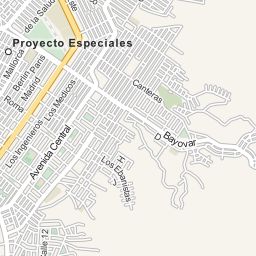 de la Salud
ste
O
Proyecto Especiales
Mallorca
Berlin
Paris
Madrid
Roma
Canteras
Los Medicos
Los Ingenieros
Avenida Central
Bayovar
D
H
Los Ebanistas
J
Calle 12